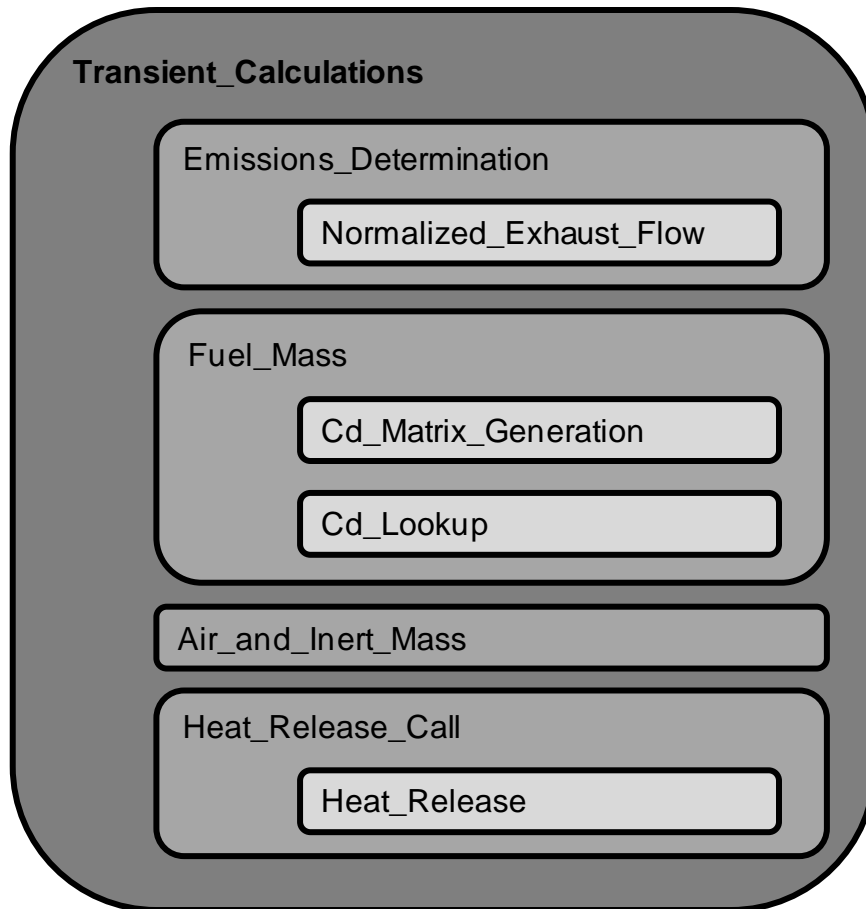 Transient_Calculations
Emissions_Determination
Normalized_Exhaust_Flow
Fuel_Mass
Cd_Matrix_Generation
Cd_Lookup
Air_and_Inert_Mass
Heat_Release_Call
Heat_Release